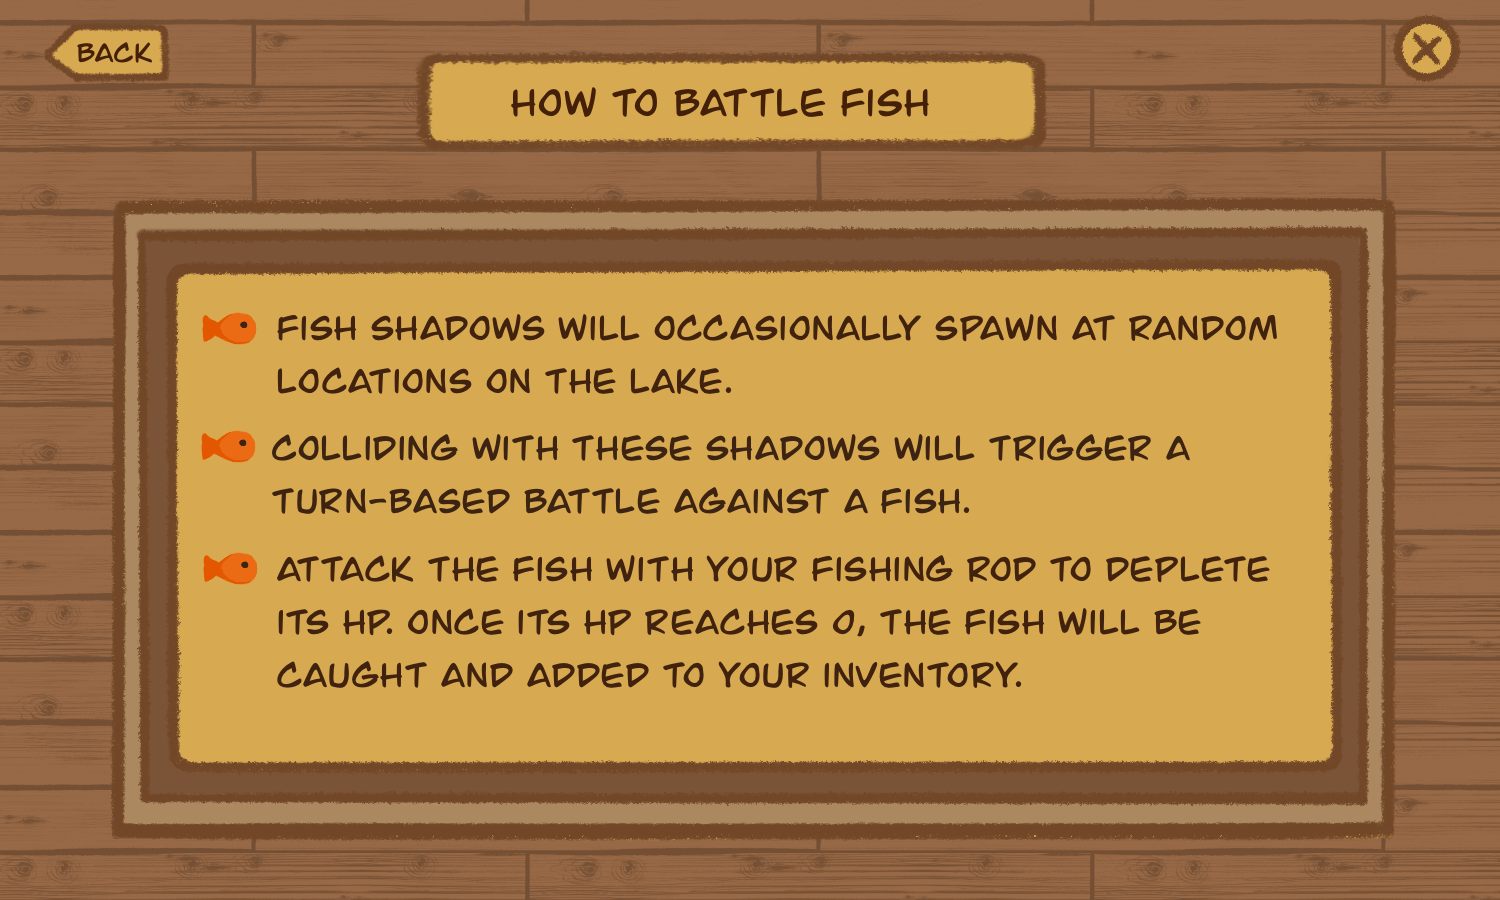 BACK
HOW TO BATTLE FISH
FISH SHADOWS WILL OCCASIONALLY SPAWN AT RANDOM
LOCATIONS ON THE LAKE.
COLLIDING WITH THESE SHADOWS WILL TRIGGER A
TURN-BASED BATTLE AGAINST A FISH.
ATTACK THE FISH WITH YOUR FISHING ROD TO DEPLETE
ITS HP. ONCE ITS HP REACHES 0, THE FISH WILL BE
CAUGHT AND ADDED TO YOUR INVENTORY.